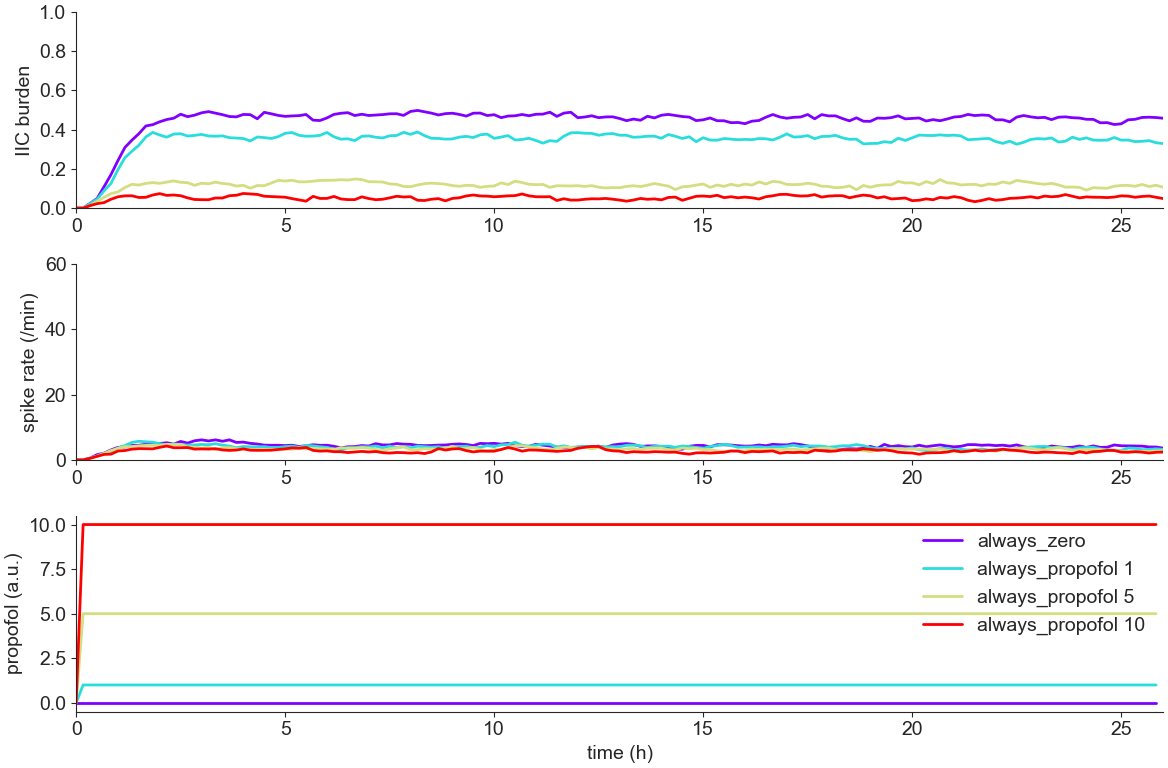 IIC burden
1.0
0.8
0.6
0.4
0.2
0.0
0 5 10 15 20 25
spike rate (/min)
60
40
20
0
0 5 10 15 20 25
propofol (a.u.)
10.0
7.5
5.0
2.5
0.0
always_zero
always_propofol 1
always_propofol 5
always_propofol 10
0 5 10 15 20 25
time (h)